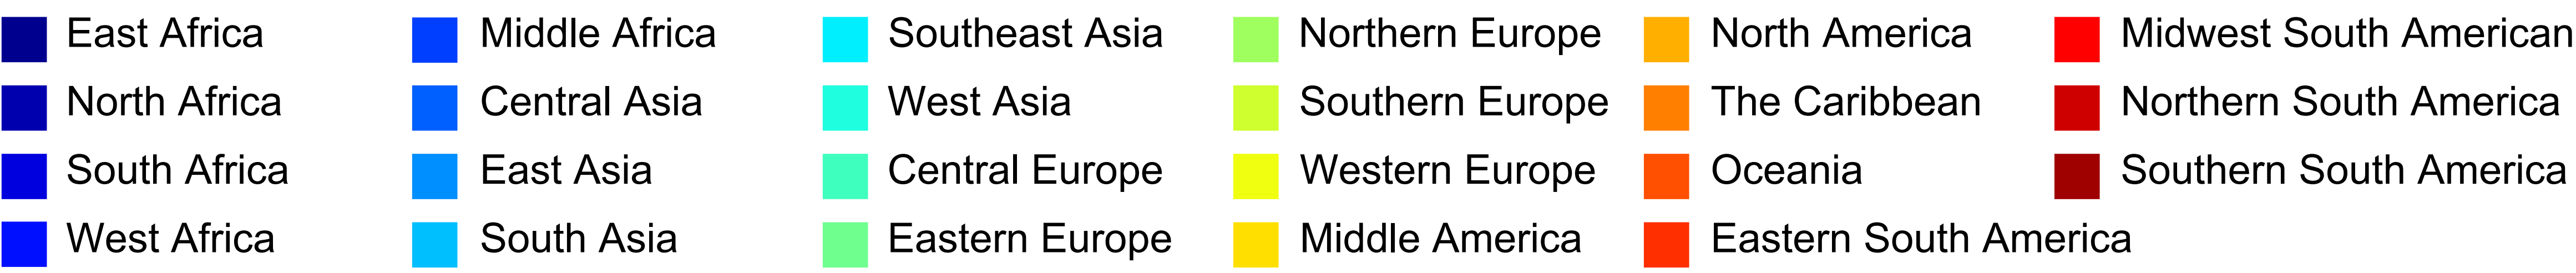 East Africa
North Africa
South Africa
West Africa
Middle Africa
Central Asia
East Asia
South Asia
Southeast Asia
West Asia
Central Europe
Eastern Europe
Northern Europe
Southern Europe
Western Europe
Middle America
North America
The Caribbean
Oceania
Eastern South America
Midwest South American
Northern South America
Southern South America